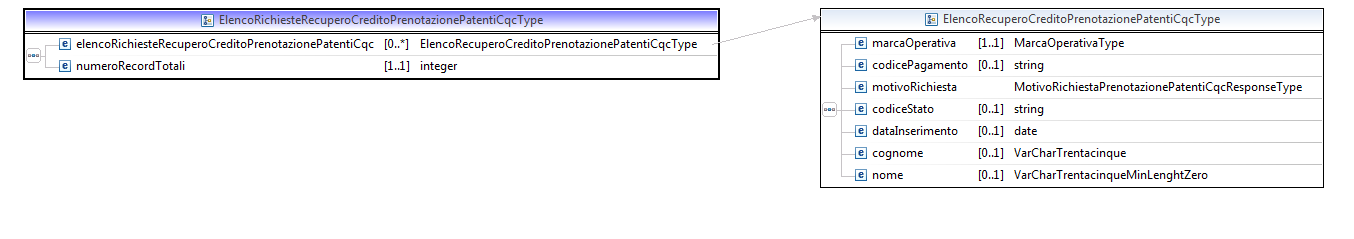 ElencoRichiesteRecuperoCreditoPrenotazionePatentiCqcType
e elencoRichiesteRecuperoCreditoPrenotazionePatentiCqc [0..*] ElencoRecuperoCreditoPrenotazionePatentiCqcType
e numeroRecordTotali [1..1] integer
ElencoRecuperoCreditoPrenotazionePatentiCqcType
e marcaOperativa [1..1] MarcaOperativaType
e codicePagamento [0..1] string
e motivoRichiesta MotivoRichiestaPrenotazionePatentiCqcResponseType
e codiceStato [0..1] string
e dataInserimento [0..1] date
e cognome [0..1] VarCharTrentacinque
e nome [0..1] VarCharTrentacinqueMinLenghtZero